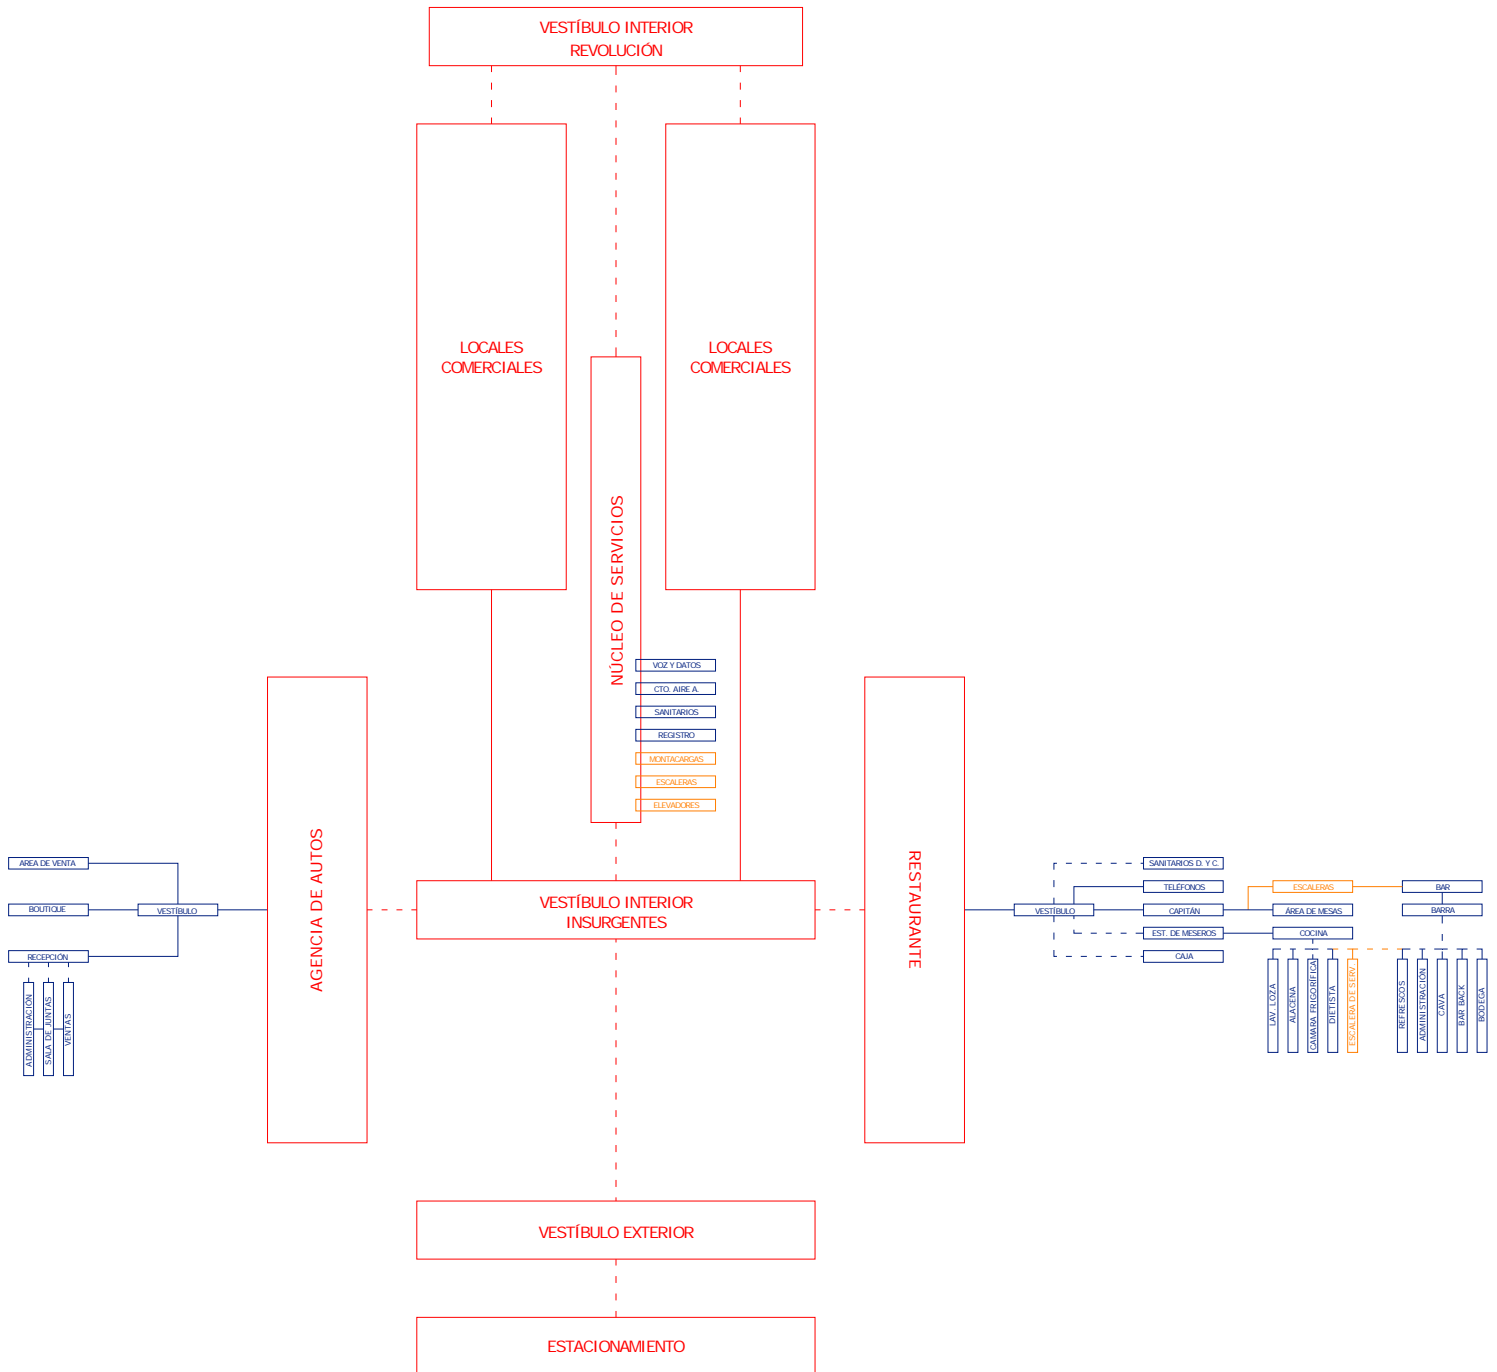 VESTÍBULO INTERIOR
REVOLUCIÓN
LOCALES
COMERCIALES
LOCALES
COMERCIALES
NÚCLEO DE SERVICIOS
VOZ Y DATOS
CTO. AIRE A.
SANITARIOS
REGISTRO
MONTACARGAS
ESCALERAS
ELEVADORES
AGENCIA DE AUTOS
RESTAURANTE
VESTÍBULO INTERIOR
INSURGENTES
AREA DE VENTA
BOUTIQUE
VESTÍBULO
RECEPCIÓN
ADMINISTRACIÓN
SALA DE JUNTAS
VENTAS
VESTÍBULO
SANITARIOS D. Y C.
TELÉFONOS
CAPITÁN
EST. DE MESEROS
CAJA
ESCALERAS
ÁREA DE MESAS
COCINA
BAR
BARRA
LAV. LOZA
ALACENA
CAMARA FRIGORÍFICA
DIETISTA
ESCALERA DE SERV.
REFRESCOS
ADMINISTRACIÓN
CAVA
BAR BACK
BODEGA
VESTÍBULO EXTERIOR
ESTACIONAMIENTO